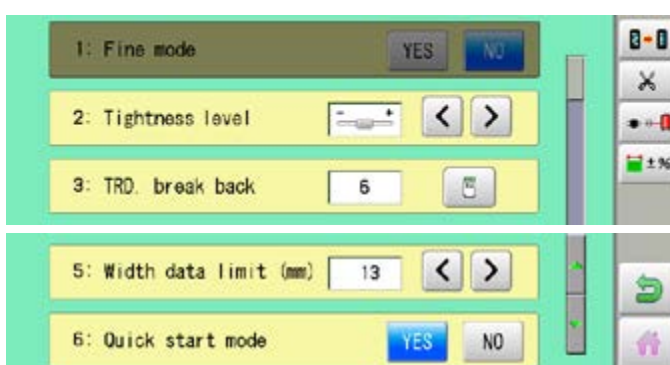 1: Fine mode YES NO
2: Tightness level - + < >
3: TRD. break back 6
± %
5: Width data limit (mm) 13 < >
6: Quick start mode YES NO